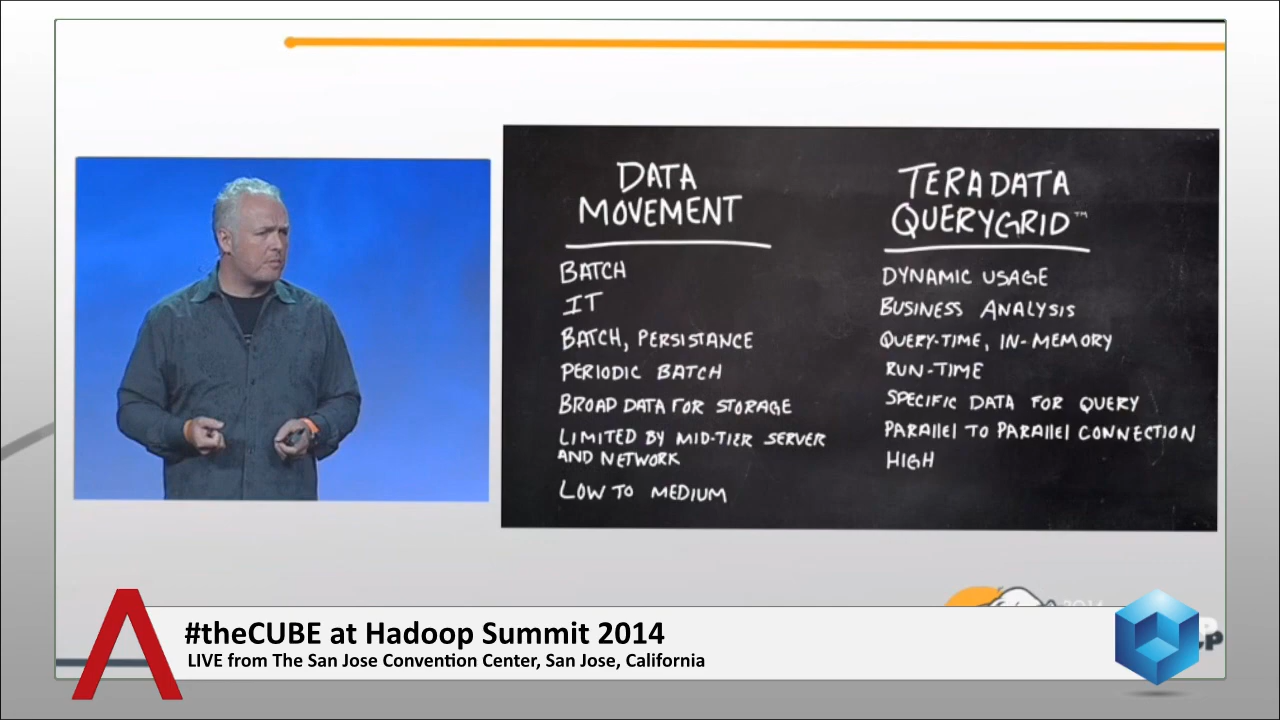 DATA
MOVEMENT
BATCH
IT
BATCH, PERSISTANCE
PERIODIC BATCH
BROAD DATA FOR STORAGE
LIMITED BY MID-TIER SERVER
AND NETWORK
LOW TO MEDIUM
TERADATA
QUERYGRID™
DYNAMIC USAGE
BUSINESS ANALYSIS
QUERY-TIME, IN-MEMORY
RUN-TIME
SPECIFIC DATA FOR QUERY
PARAllEl TO PARAllEl CONNECTION
HIGH
2014
#theCUBE at Hadoop Summit 2014
LIVE from The San Jose Convention Center, San Jose, California